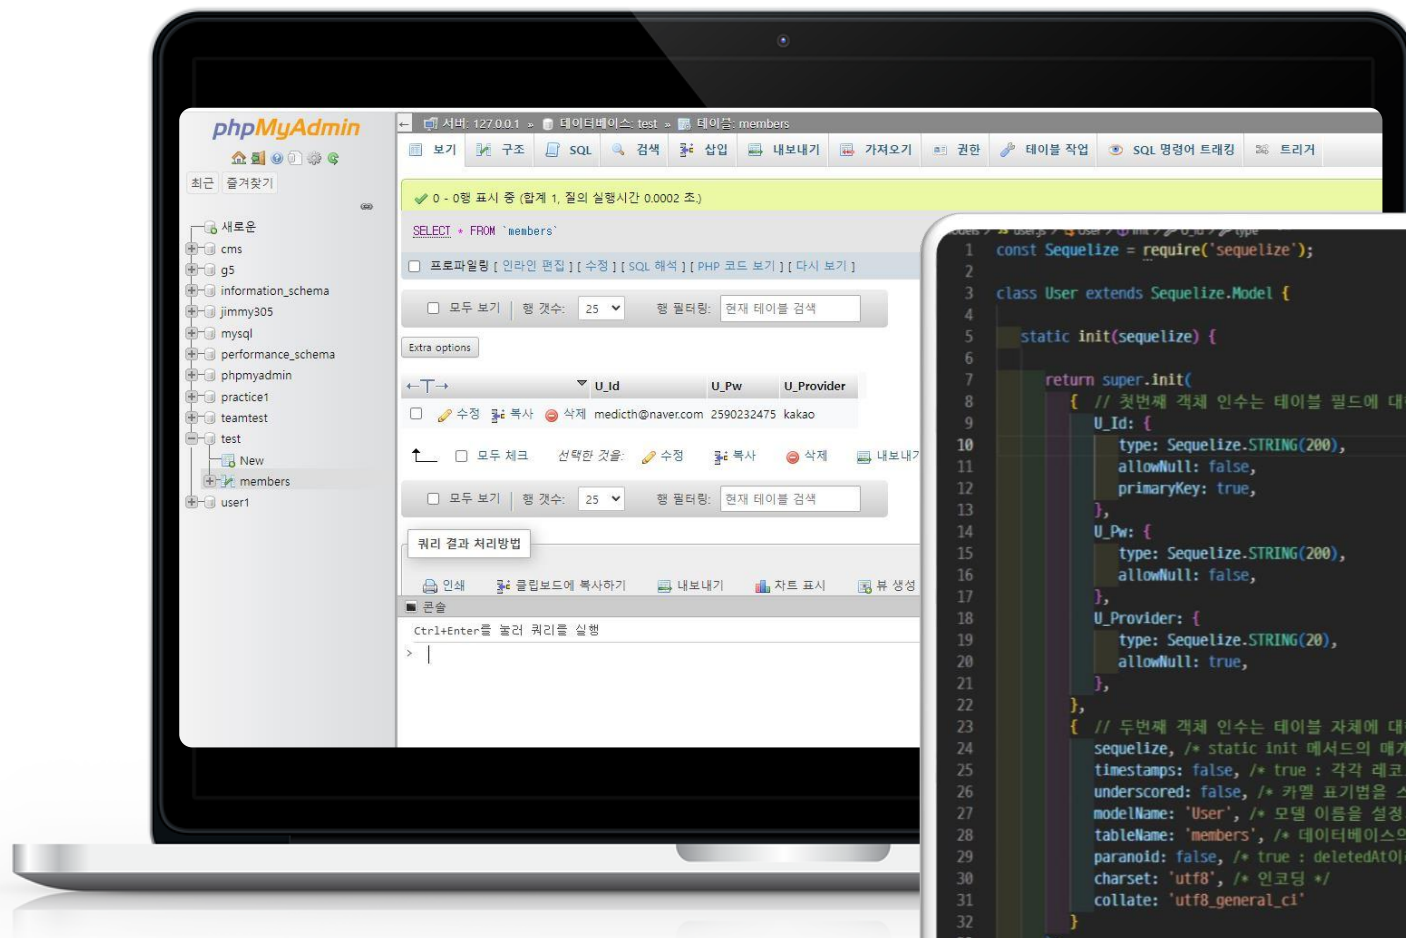 phpMyAdmin
최근 즐겨찾기
새로운
cms
g5
information_schema
jimmy305
mysql
performance_schema
phpmyadmin
practice1
teamtest
test
New
members
user1
← 서버: 127.0.0.1 » 데이터베이스: test » 테이블: members
보기 구조 SQL 검색 삽입 내보내기 가져오기 권한 테이블 작업 SQL 명령어 트래킹 트리거
0 - 0행 표시 중 (합계 1, 질의 실행시간 0.0002 초.)
SELECT * FROM `members`
프로파일링 [ 인라인 편집 ] [ 수정 ] [ SQL 해석 ] [ PHP 코드 보기 ] [ 다시 보기 ]
모두 보기 | 행 갯수: 25 행 필터링: 현재 테이블 검색
Extra options
←T→ ▼ U_Id U_Pw U_Provider
수정 복사 삭제 medicth@naver.com 2590232475 kakao
모두 체크 선택한 것을: 수정 복사 삭제 내보내기
모두 보기 | 행 갯수: 25 행 필터링: 현재 테이블 검색
쿼리 결과 처리방법
인쇄 클립보드에 복사하기 내보내기 차트 표시 뷰 생성
콘솔
Ctrl+Enter를 눌러 쿼리를 실행
>
1 const Sequelize = require('sequelize');
2
3 class User extends Sequelize.Model {
4
5 static init(sequelize) {
6
7 return super.init(
8 { // 첫번째 객체 인수는 테이블 필드에 대
9 U_Id: {
10 type: Sequelize.STRING(200),
11 allowNull: false,
12 primaryKey: true,
13 },
14 U_Pw: {
15 type: Sequelize.STRING(200),
16 allowNull: false,
17 },
18 U_Provider: {
19 type: Sequelize.STRING(20),
20 allowNull: true,
21 },
22 },
23 { // 두번째 객체 인수는 테이블 자체에 대
24 sequelize, /* static init 메서드의 매개
25 timestamps: false, /* true : 각각 레코
26 underscored: false, /* 카멜 표기법을 스
27 modelName: 'User', /* 모델 이름을 설정
28 tableName: 'members', /* 데이터베이스의
29 paranoid: false, /* true : deletedAt이
30 charset: 'utf8', /* 인코딩 */
31 collate: 'utf8_general_ci'
32 }